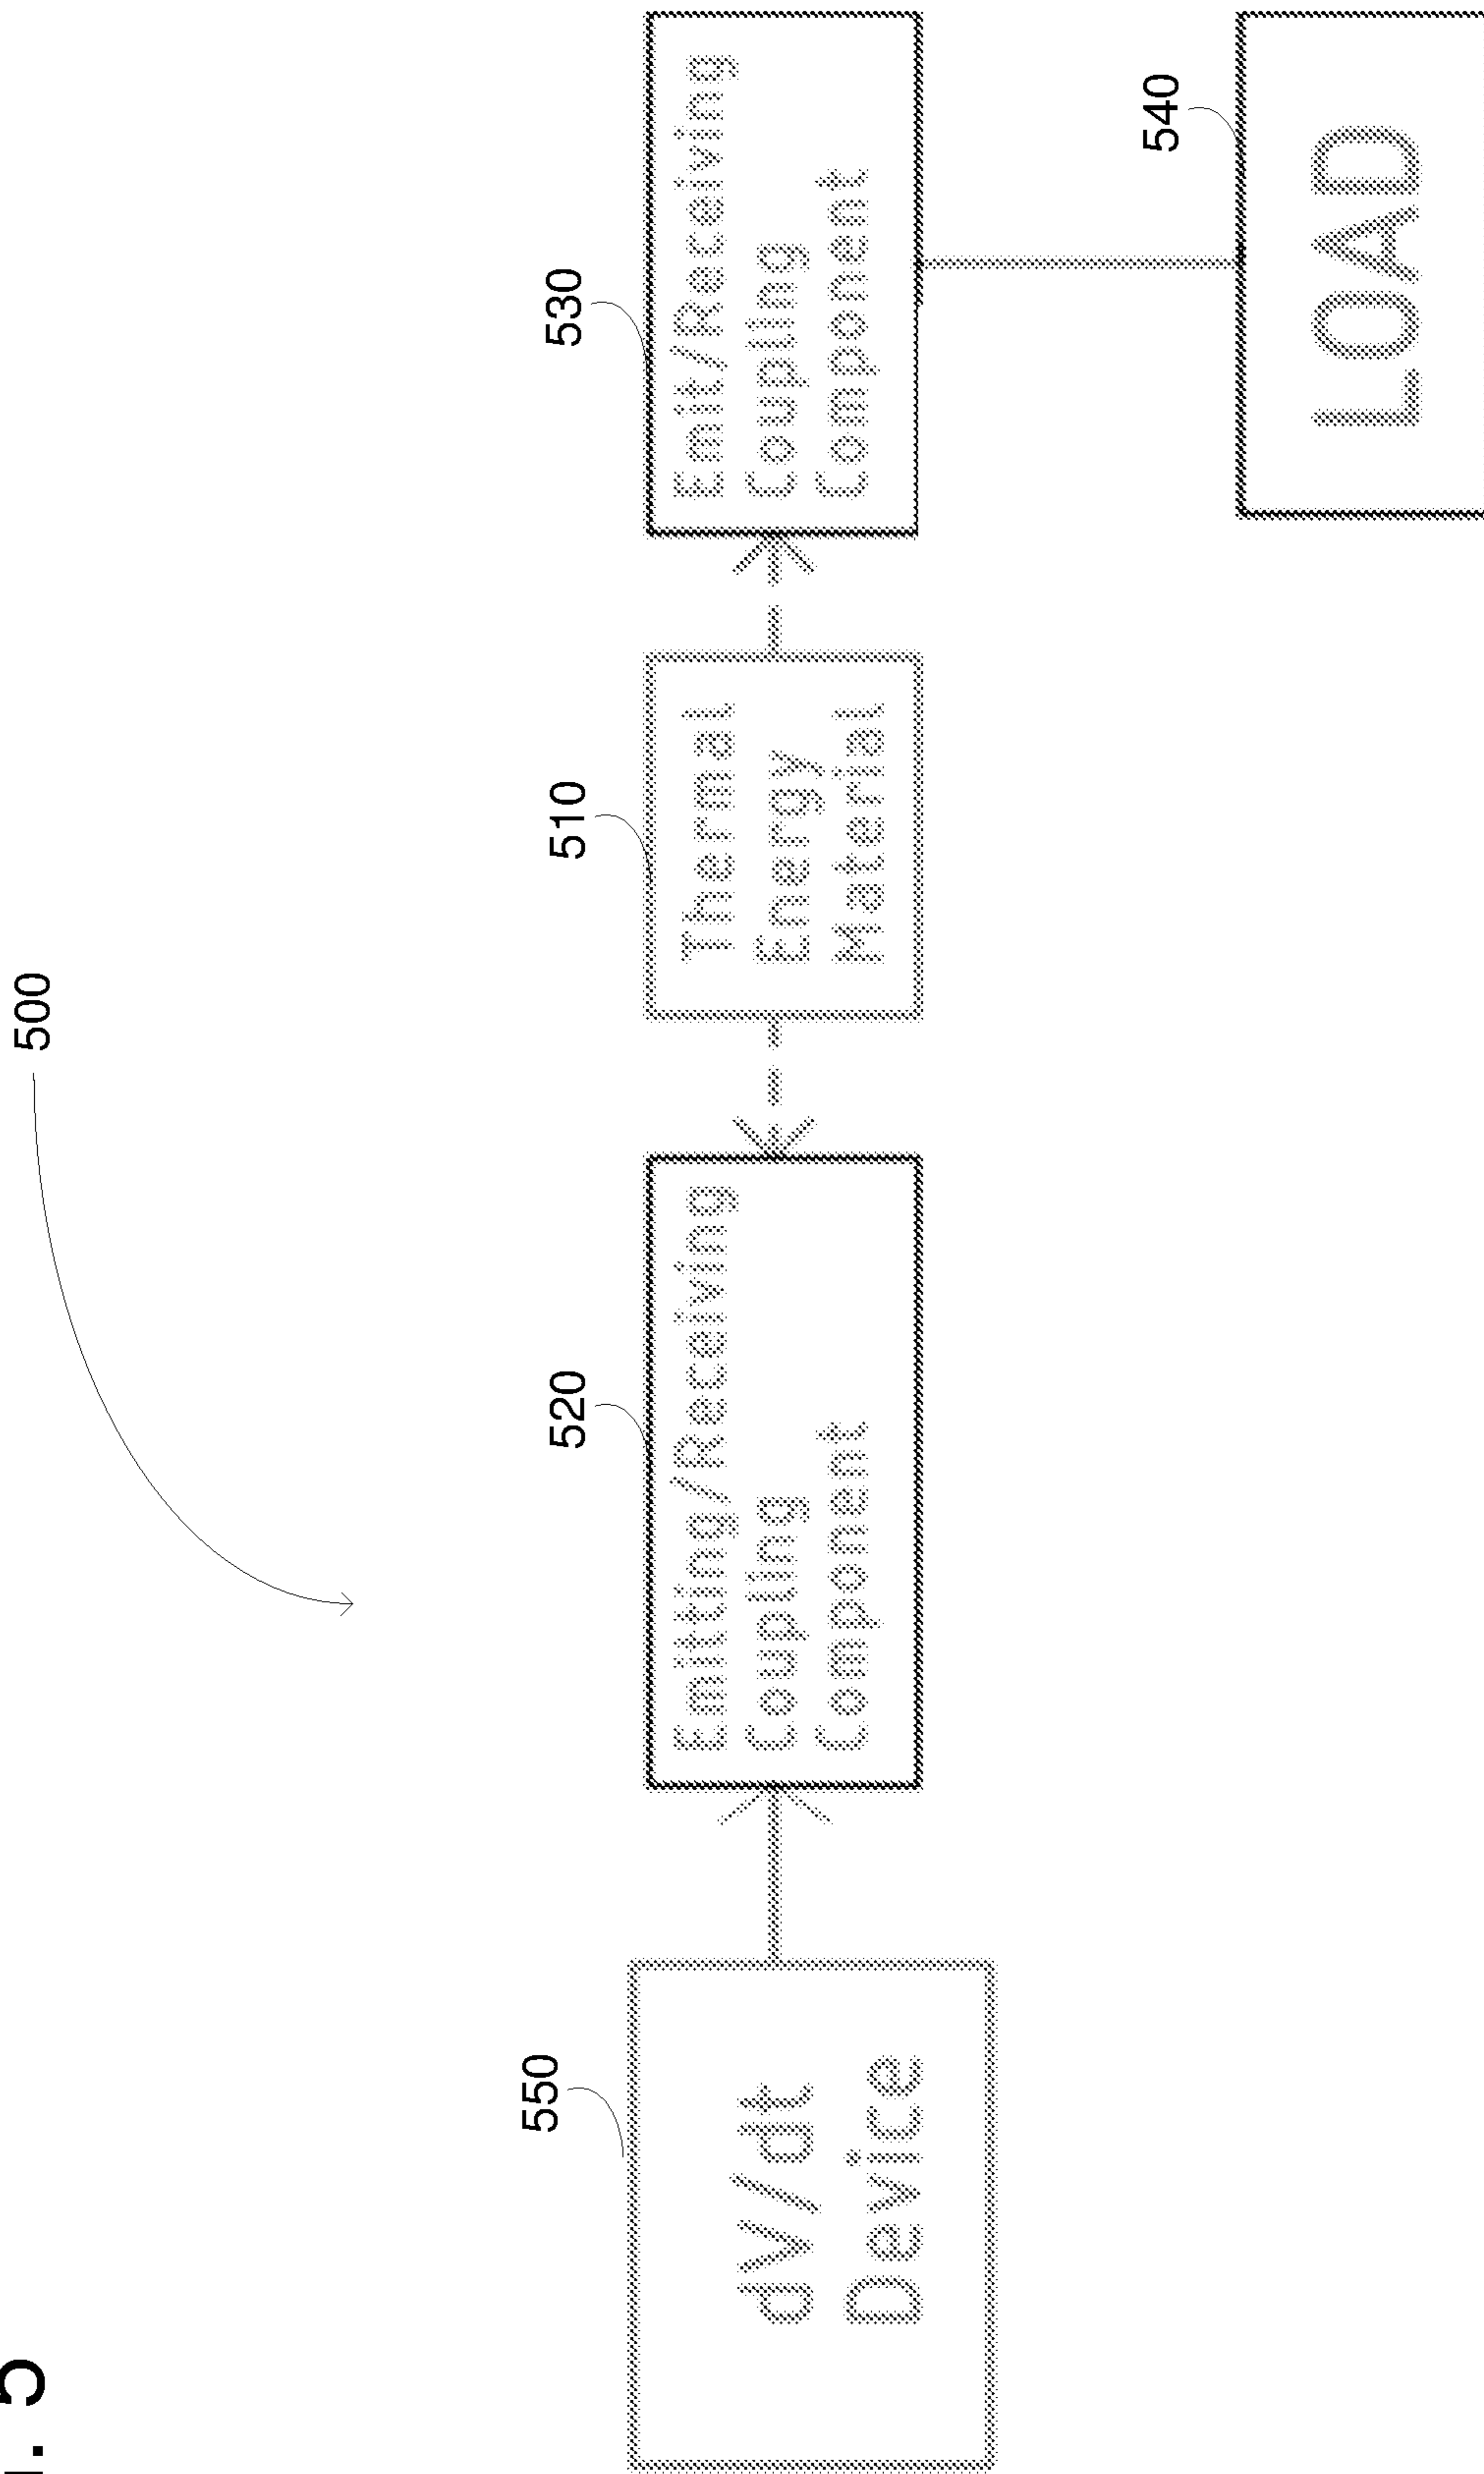 500
550
dV/dt
Device
520
Emitting/Receiving
Coupling
Component
510
Thermal
Energy
Material
530
Emit/Receiving
Coupling
Component
540
LOAD
. 5